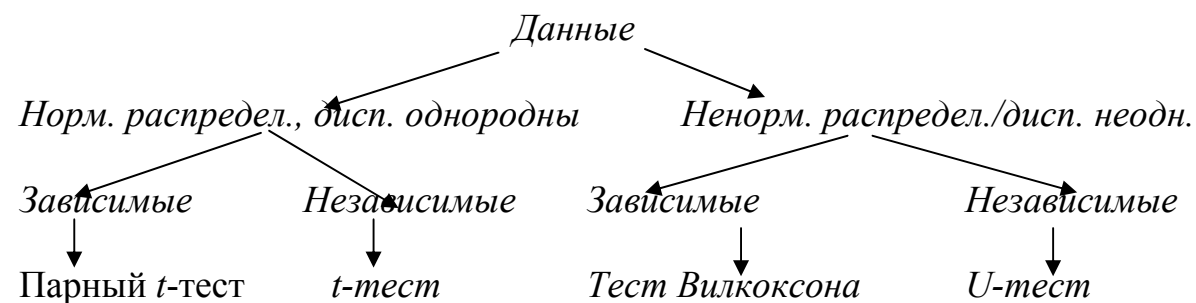 Данные
Норм. распредел., дисп. однородны Ненорм. распредел./дисп. неодн.
Зависимые Независимые Зависимые Независимые
Парный t-тест t-тест Тест Вилкоксона U-тест